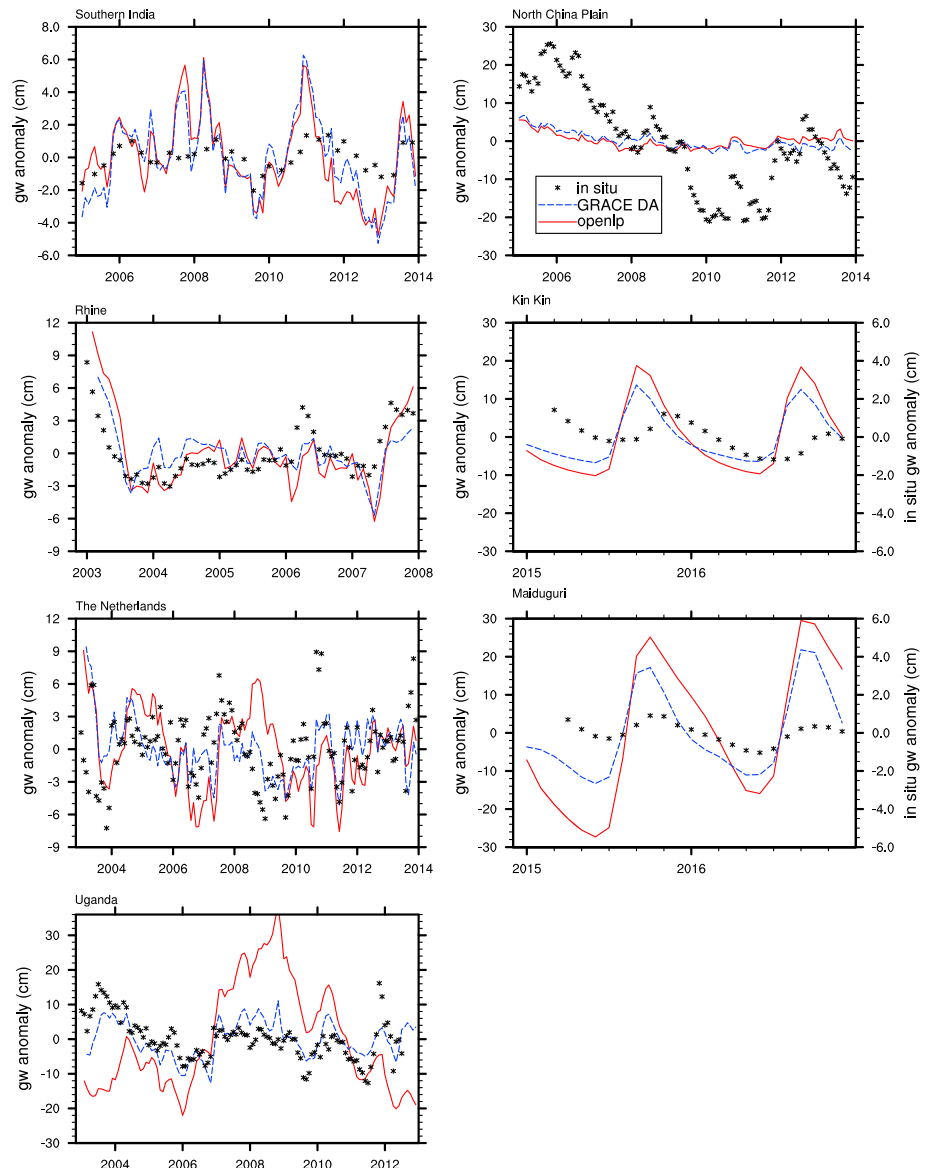 Southern India
gw anomaly (cm)
8.0
6.0
4.0
2.0
0.0
-2.0
-4.0
-6.0
2006 2008 2010 2012 2014
North China Plain
gw anomaly (cm)
30
20
10
0
-10
-20
-30
in situ
GRACE DA
openlp
2006 2008 2010 2012 2014
Rhine
gw anomaly (cm)
12
9
6
3
0
-3
-6
-9
2003 2004 2005 2006 2007 2008
Kin Kin
gw anomaly (cm)
30
20
10
0
-10
-20
-30
6.0
4.0
2.0
0.0
-2.0
-4.0
-6.0
in situ gw anomaly (cm)
2015 2016
The Netherlands
gw anomaly (cm)
12
9
6
3
0
-3
-6
-9
2004 2006 2008 2010 2012 2014
Maiduguri
gw anomaly (cm)
30
20
10
0
-10
-20
-30
6.0
4.0
2.0
0.0
-2.0
-4.0
-6.0
in situ gw anomaly (cm)
2015 2016
Uganda
gw anomaly (cm)
30
20
10
0
-10
-20
-30
2004 2006 2008 2010 2012